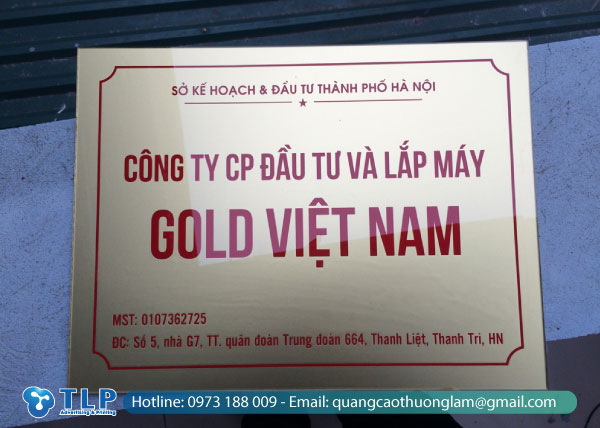 SỞ KẾ HOẠCH & ĐẦU TƯ THÀNH PHỐ HÀ NỘI
CÔNG TY CP ĐẦU TƯ VÀ LẮP MÁY
GOLD VIỆT NAM
MST: 0107362725
ĐC: Số 5, nhà G7, TT. quân đoàn Trung đoàn 664, Thanh Liệt, Thanh Trì, HN
TLP
Advertising & Printing
Hotline: 0973 188 009 - Email: quangcaothuonglam@gmail.com